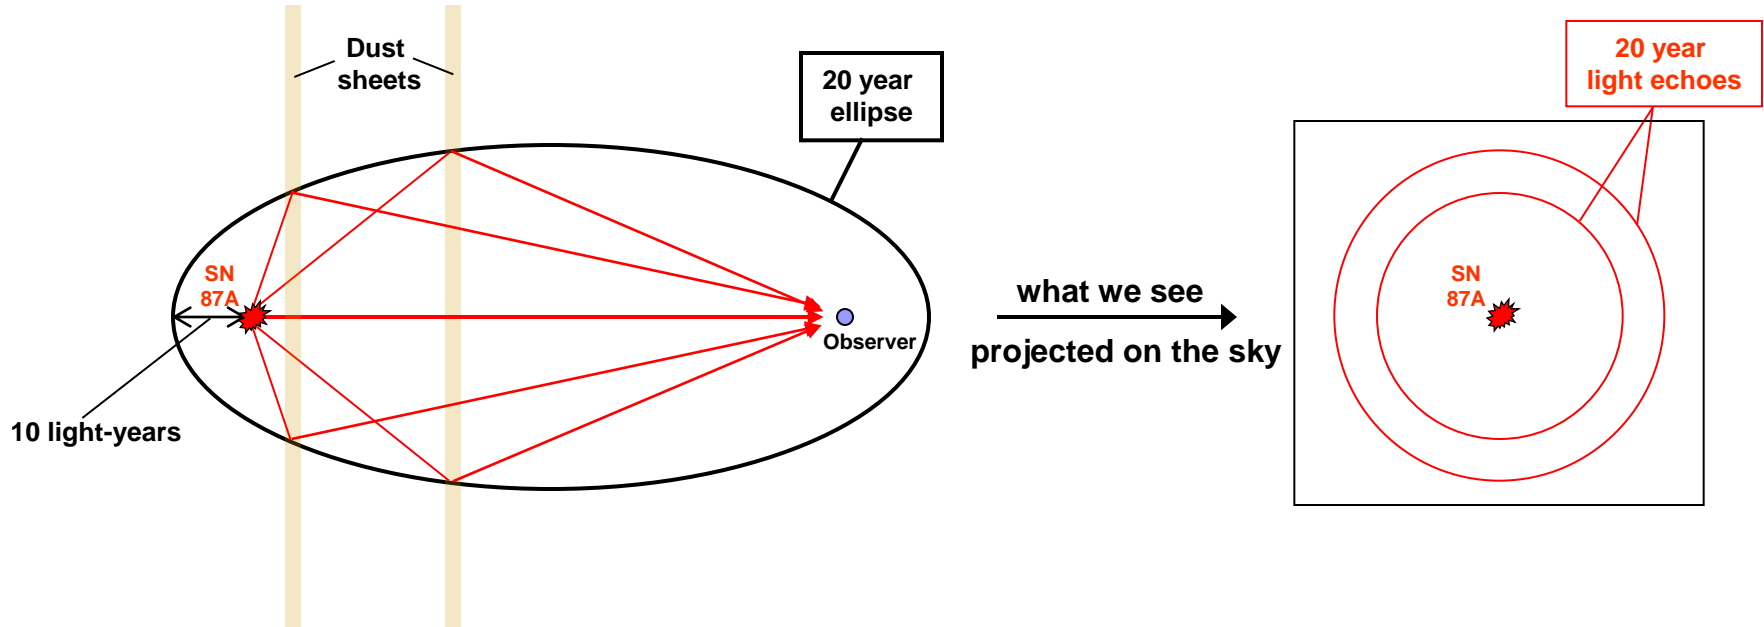 Dust
sheets
20 year
ellipse
SN
87A
Observer
10 light-years
what we see
projected on the sky
20 year
light echoes
SN
87A